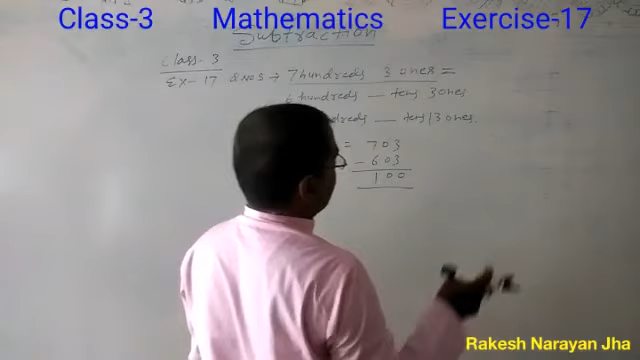 Class-3 Mathematics Exercise-17
Subtraction
class-3
Ex-17 7 hundreds 3 ones =
6 hundreds — tens 3 ones
hundreds — tens 13 ones.
= 703
- 603
100
Rakesh Narayan Jha